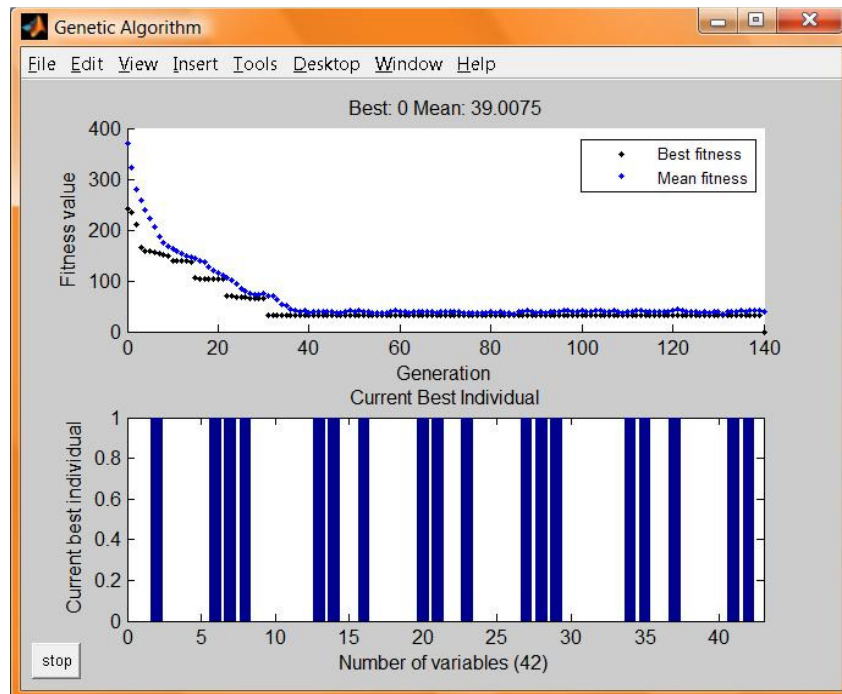 Genetic Algorithm
File Edit View Insert Tools Desktop Window Help
Best: 0 Mean: 39.0075
Fitness value
400
300
200
100
0
Best fitness
Mean fitness
0 20 40 60 80 100 120 140
Generation
Current Best Individual
Current best individual
1
0.8
0.6
0.4
0.2
0
0 5 10 15 20 25 30 35 40
Number of variables (42)
stop